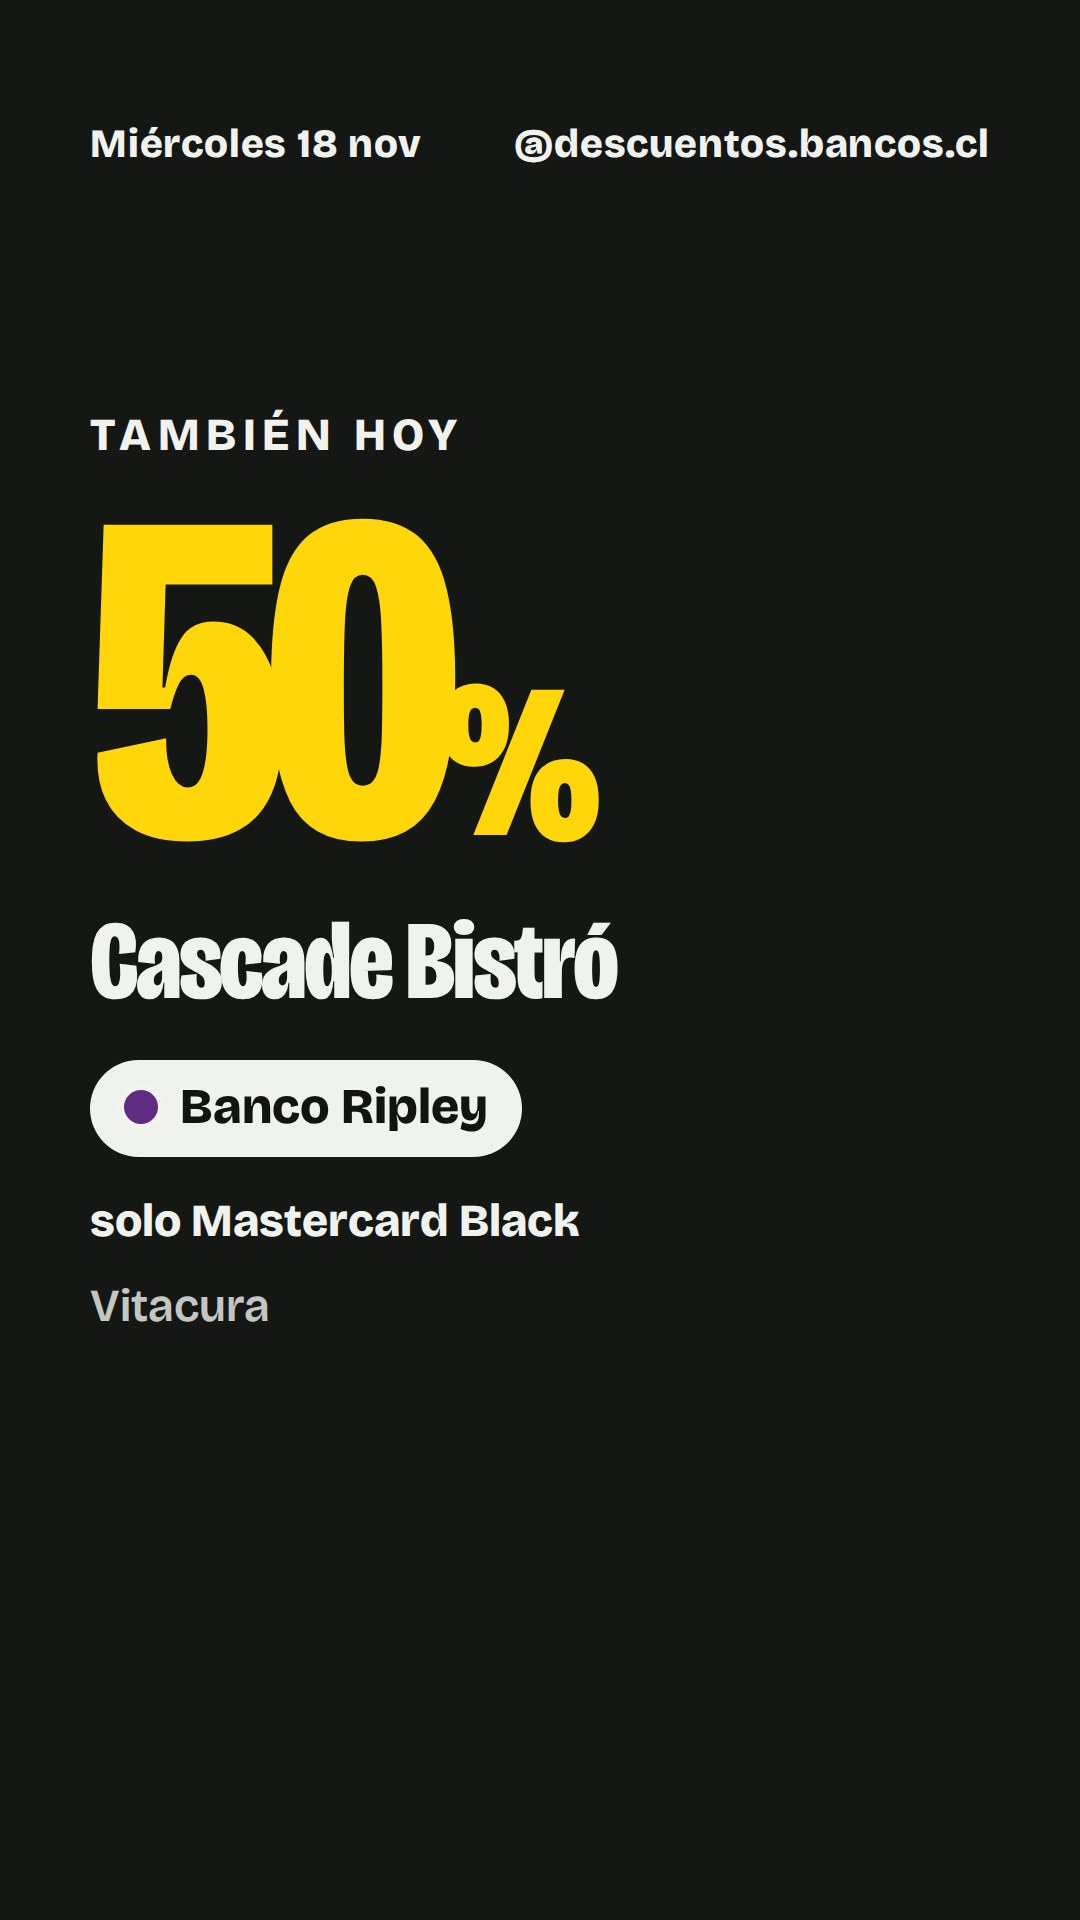 Miércoles 18 nov @descuentos.bancos.cl
TAMBIÉN HOY
50%
Cascade Bistró
Banco Ripley
solo Mastercard Black
Vitacura